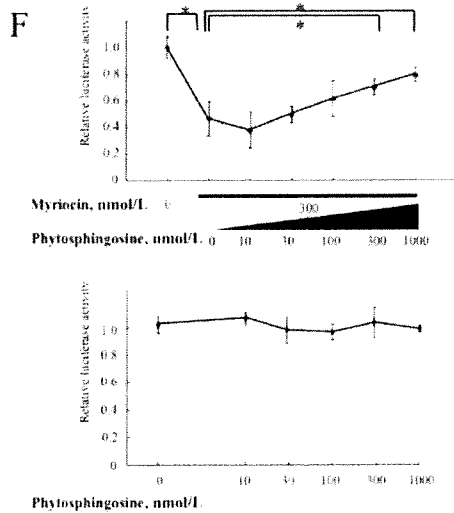 F
* *
*
Relative luciferase activity
1.0
0.8
0.6
0.4
0.2
0
Myriocin, nmol/L 0 300
Phytosphingosine, nmol/L 0 10 30 100 300 1000
Relative luciferase activity
1.0
0.8
0.6
0.4
0.2
0
0 10 30 100 300 1000
Phytosphingosine, nmol/L